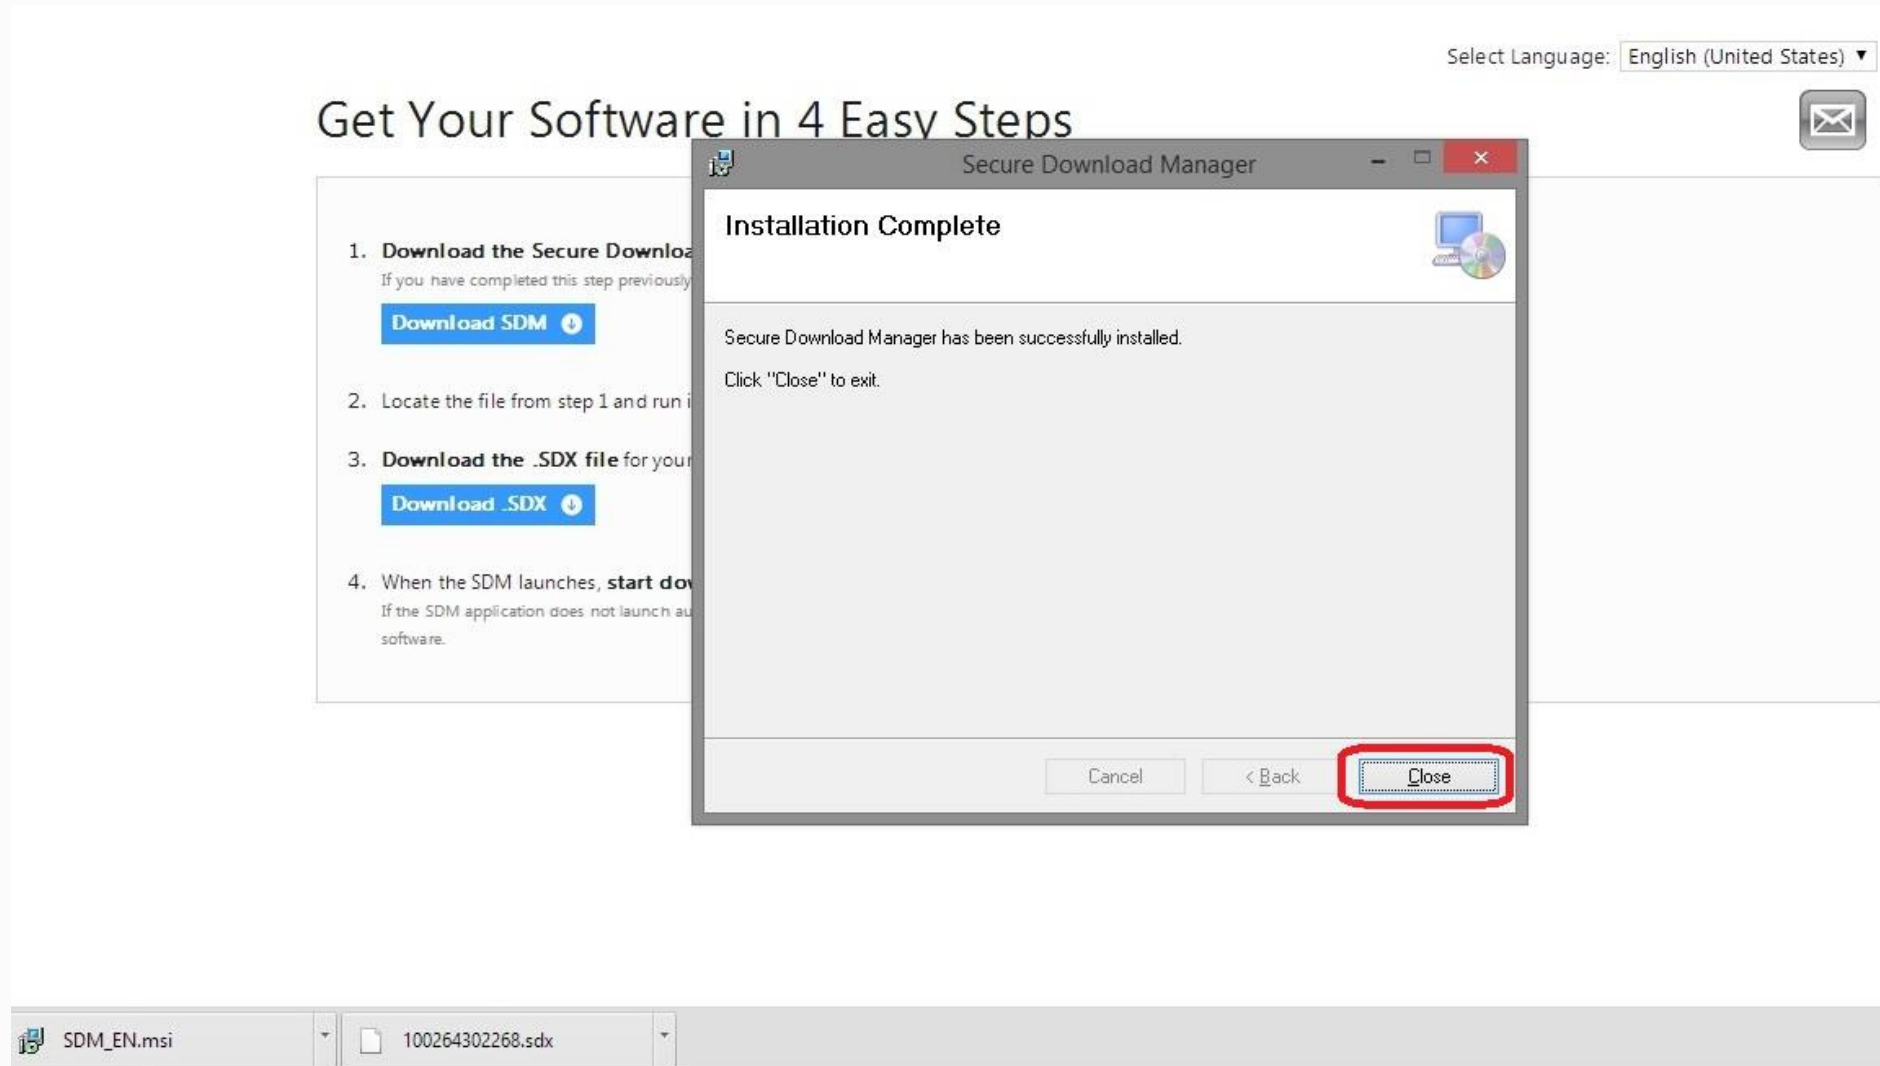 Select Language: English (United States)
Get Your Software in 4 Easy Steps
Secure Download Manager
Installation Complete
Secure Download Manager has been successfully installed.
Click "Close" to exit.
Cancel
< Back
Close
1. Download the Secure
If you have completed this step previously
Download SDM
2. Locate the file from step 1 and run
3. Download the .SDX file for your
Download .SDX
4. When the SDM launches, start
If the SDM application does not launch
software.
SDM_EN.msi
100264302268.sdx